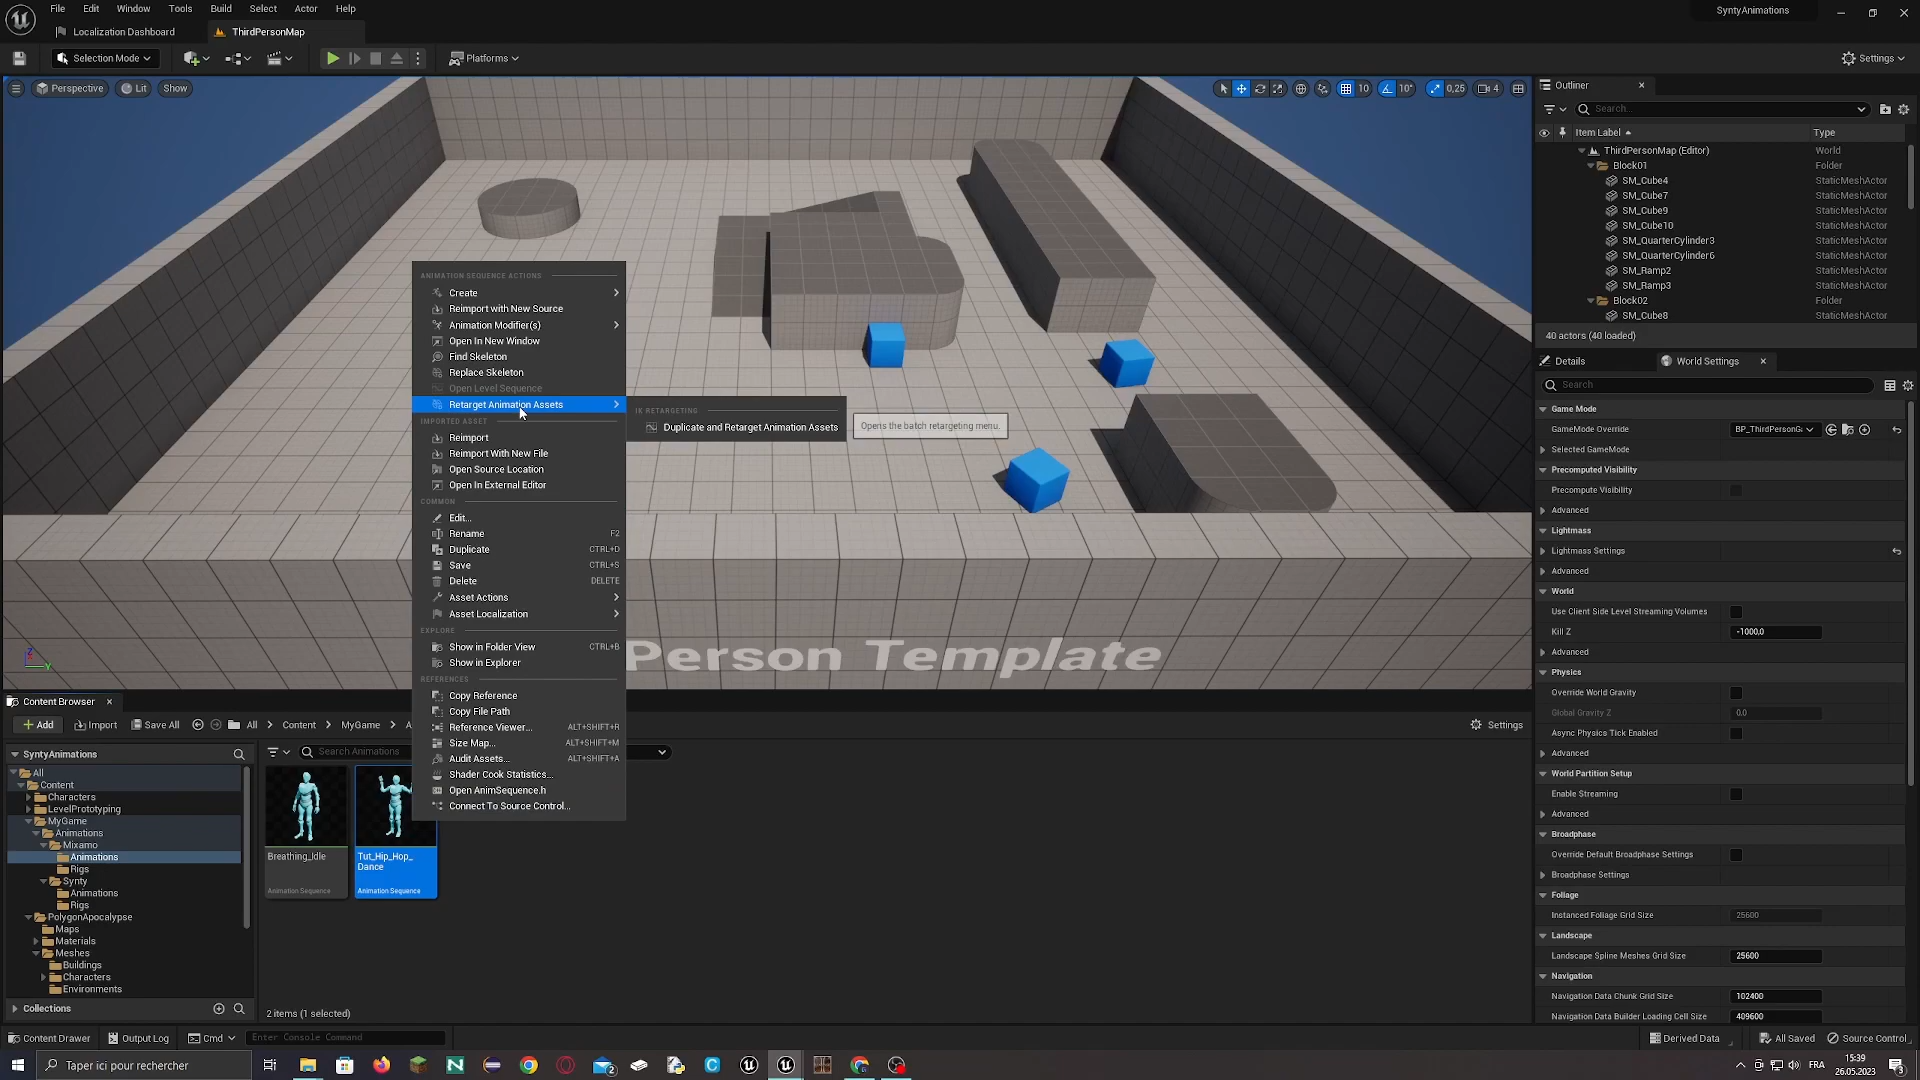 File Edit View Tools Build Select Actor Help
SyntyAnimations
Localization Dashboard
ThirdPersonMap
Selection Mode
Platforms
Settings
Perspective
Lit
Show
10
10°
0,25
4
ANIMATION SEQUENCE ACTIONS
Create
Reimport with New Source
Animation Modifier(s)
Open In New Window
Find Skeleton
Replace Skeleton
Open Level Sequence
Retarget Animation Assets
IK RETARGETING
Duplicate and Retarget Animation Assets
Opens the batch retargeting menu.
IMPORTED ASSET
Reimport
Reimport With New File
Open Source Location
Open In External Editor
COMMON
Edit...
Rename F2
Duplicate CTRL+D
Save CTRL+S
Delete DELETE
Asset Actions
Asset Localization
EXPLORE
Show in Folder View CTRL+B
Show in Explorer
REFERENCES
Copy Reference
Copy File Path
Reference Viewer... ALT+SHIFT+R
Size Map... ALT+SHIFT+M
Audit Assets... ALT+SHIFT+A
Shader Cook Statistics...
Open AnimSequence.h
Connect To Source Control...
Person Template
Outliner
Search...
Item Label Type
ThirdPersonMap (Editor) World
Block01 Folder
SM_Cube4 StaticMeshActor
SM_Cube7 StaticMeshActor
SM_Cube9 StaticMeshActor
SM_Cube10 StaticMeshActor
SM_QuarterCylinder3 StaticMeshActor
SM_QuarterCylinder6 StaticMeshActor
SM_Ramp2 StaticMeshActor
SM_Ramp3 StaticMeshActor
Block02 Folder
SM_Cube8 StaticMeshActor
40 actors (40 loaded)
Details
World Settings
Search
Game Mode
GameMode Override BP_ThirdPersonGa
Selected GameMode
Precomputed Visibility
Precompute Visibility
Advanced
Lightmass
Lightmass Settings
Advanced
World
Use Client Side Level Streaming Volumes
Kill Z -1000,0
Advanced
Physics
Override World Gravity
Global Gravity Z 0,0
Async Physics Tick Enabled
Advanced
World Partition Setup
Enable Streaming
Advanced
Broadphase
Override Default Broadphase Settings
Broadphase Settings
Foliage
Instanced Foliage Grid Size 25600
Landscape
Landscape Spline Meshes Grid Size 25600
Navigation
Navigation Data Chunk Grid Size 102400
Navigation Data Builder Loading Cell Size 409600
Content Browser
Add
Import
Save All
All
Content
MyGame
Settings
SyntyAnimations
Search Animations
All
Content
Characters
LevelPrototyping
MyGame
Animations
Mixamo
Animations
Rigs
Synty
Animations
Rigs
PolygonApocalypse
Maps
Materials
Meshes
Buildings
Characters
Environments
Collections
Breathing_Idle
Animation Sequence
Tut_Hip_Hop_
Dance
Animation Sequence
2 items (1 selected)
Content Drawer
Output Log
Cmd
Enter Console Command
Derived Data
All Saved
Source Control
Taper ici pour rechercher
2
FRA
15:39
26.05.2023
3